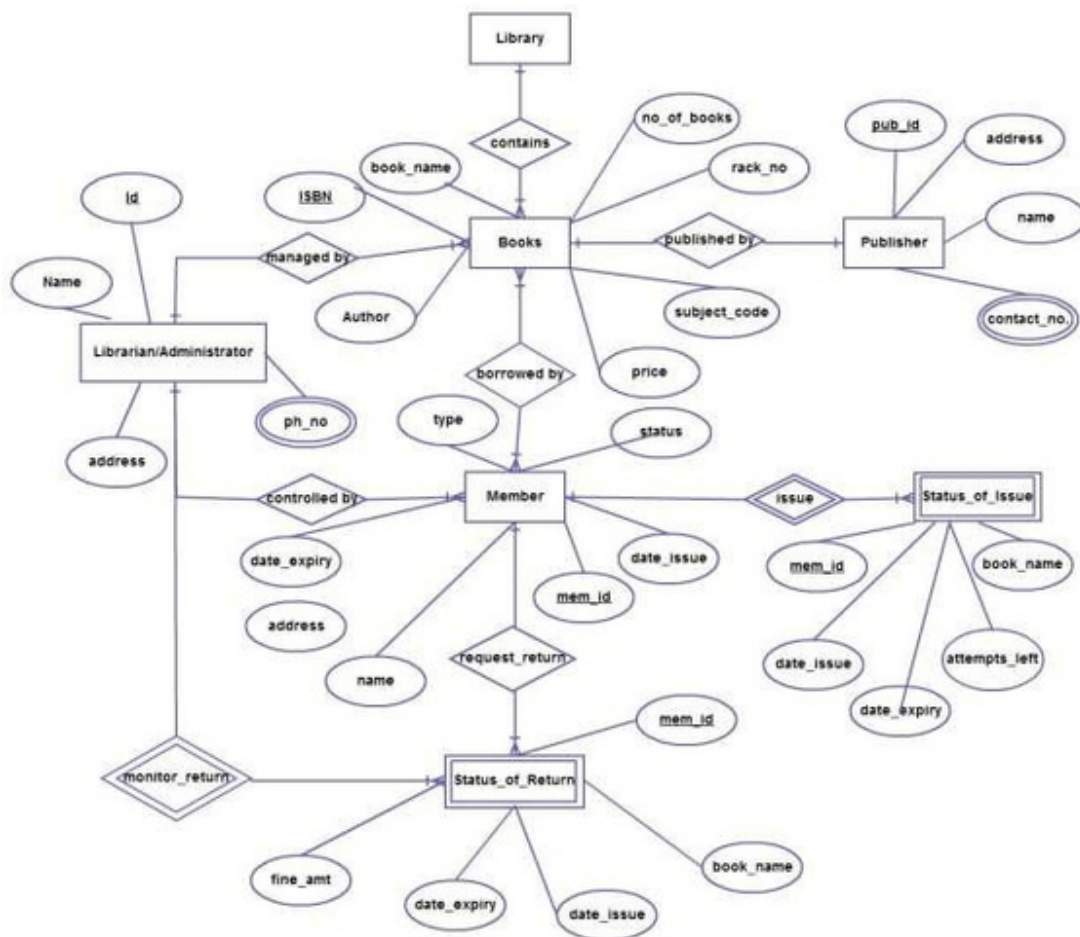 Library
no_of_books
pub_id
address
contains
book_name
rack_no
Id
ISBN
name
Books
published by
Publisher
managed by
Name
Author
subject_code
contact_no.
Librarian/Administrator
borrowed by
price
type
status
ph_no
address
controlled by
Member
issue
Status_of_Issue
date_expiry
date_issue
book_name
mem_id
mem_id
address
request_return
date_issue
attempts_left
name
date_expiry
mem_id
monitor_return
Status_of_Return
book_name
fine_amt
date_expiry
date_issue